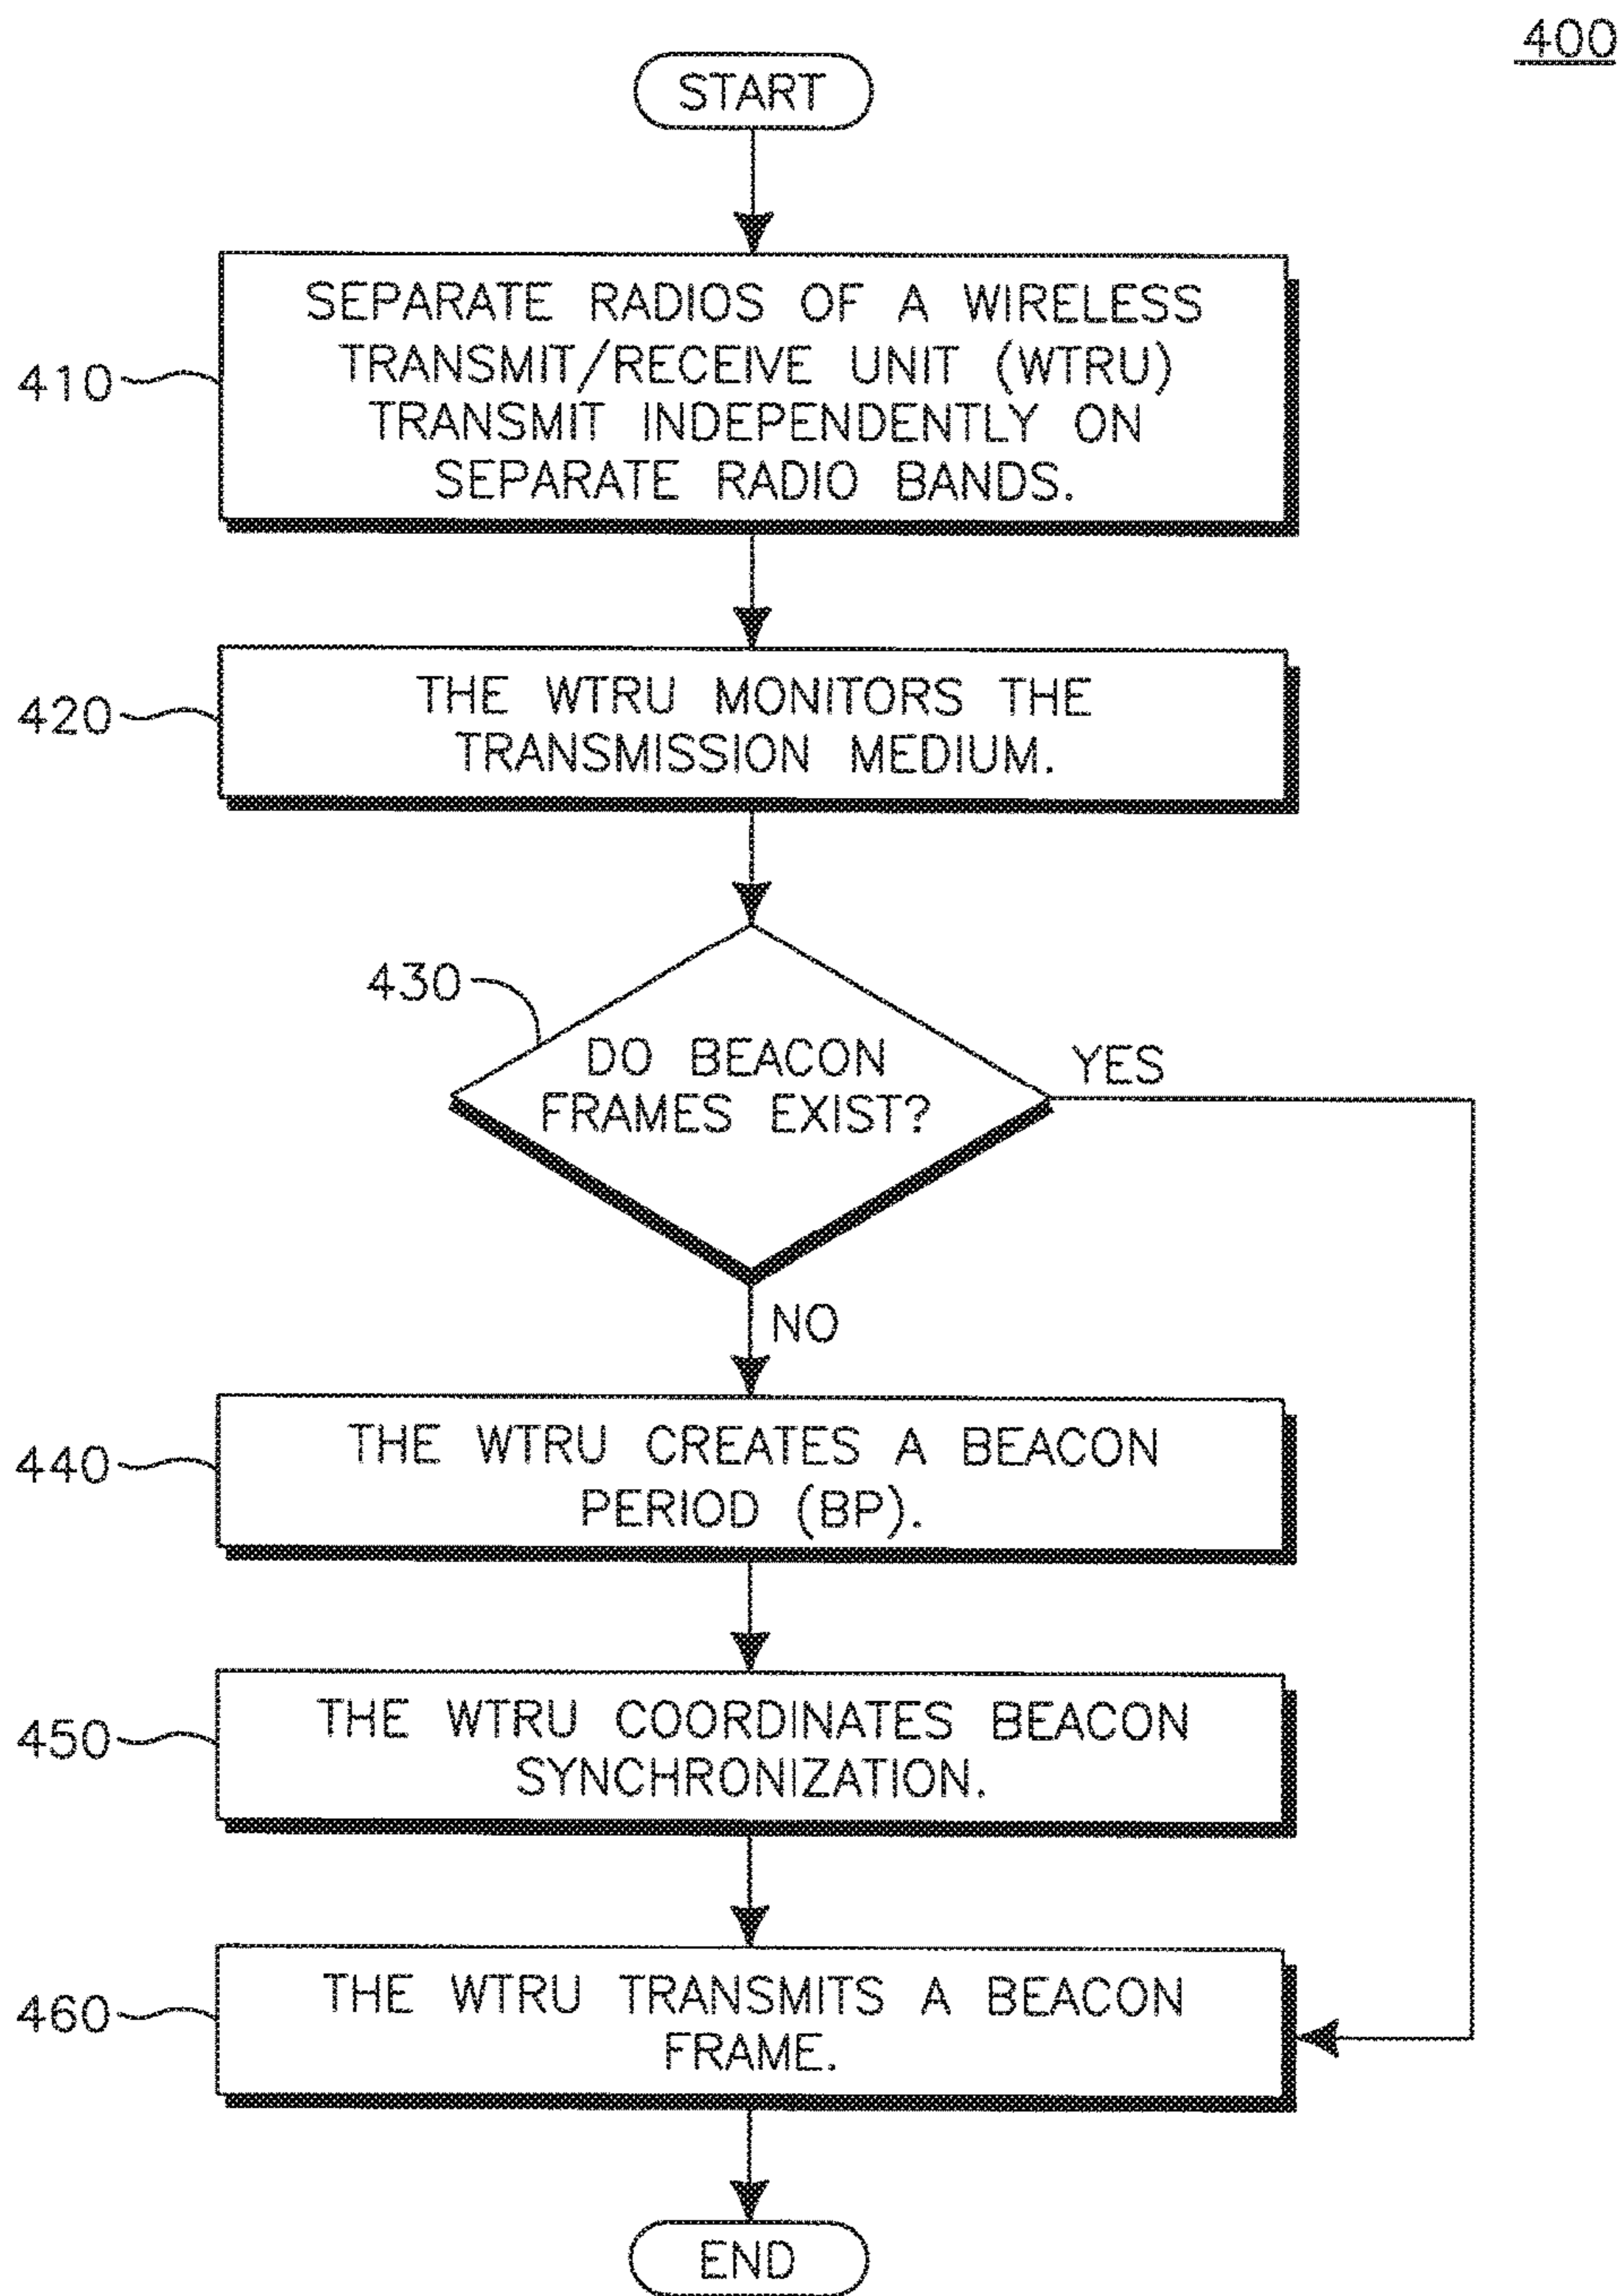 400
START
410
SEPARATE RADIOS OF A WIRELESS
TRANSMIT/RECEIVE UNIT (WTRU)
TRANSMIT INDEPENDENTLY ON
SEPARATE RADIO BANDS.
420
THE WTRU MONITORS THE
TRANSMISSION MEDIUM.
430
DO BEACON
FRAMES EXIST?
YES
NO
440
THE WTRU CREATES A BEACON
PERIOD (BP).
450
THE WTRU COORDINATES BEACON
SYNCHRONIZATION.
460
THE WTRU TRANSMITS A BEACON
FRAME.
END